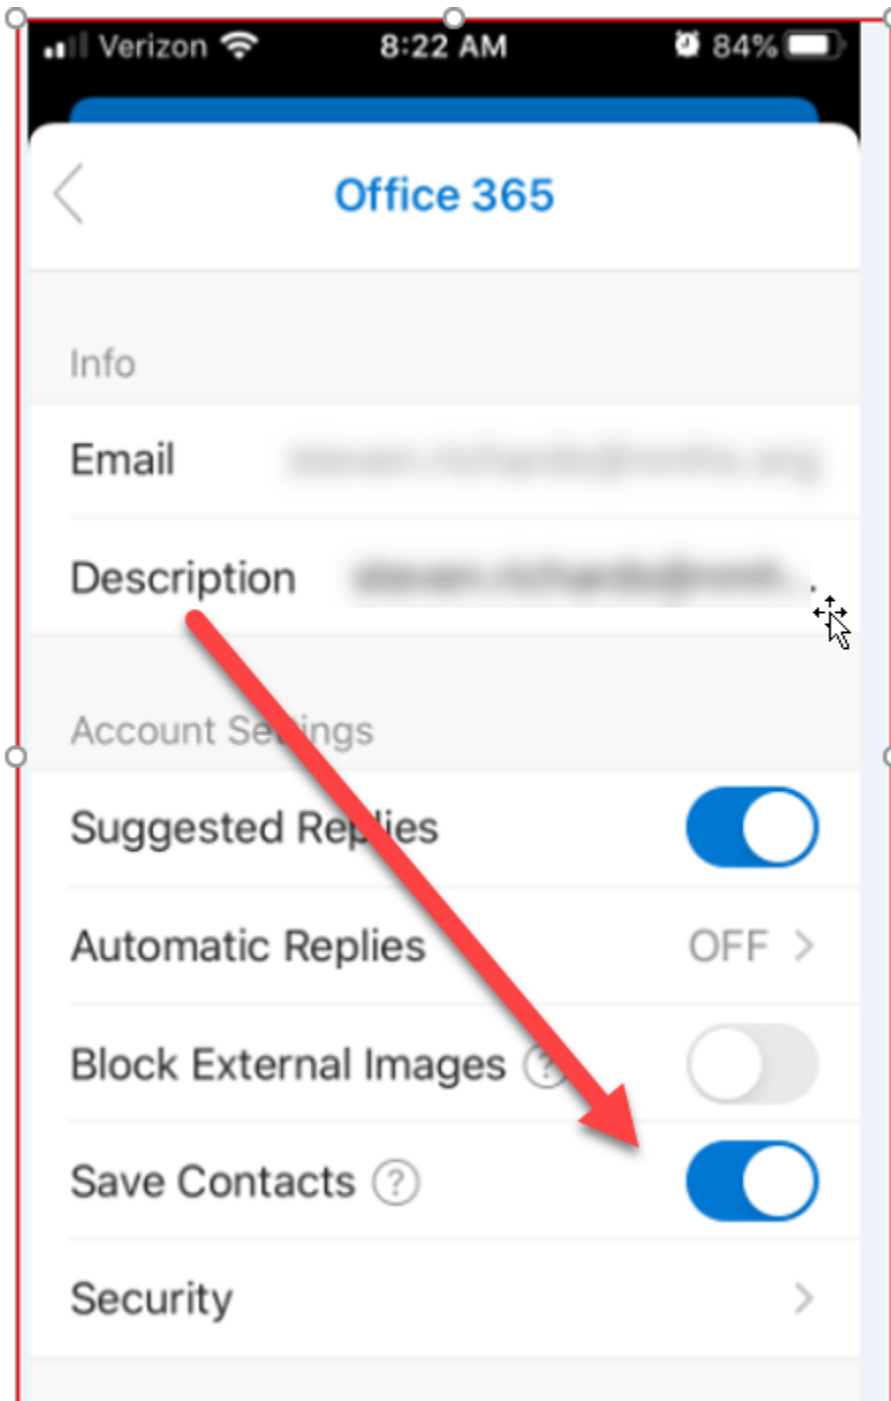 Verizon 8:22 AM 84%
Office 365
Info
Email
Description
Account Settings
Suggested Replies
Automatic Replies OFF
Block External Images ?
Save Contacts ?
Security